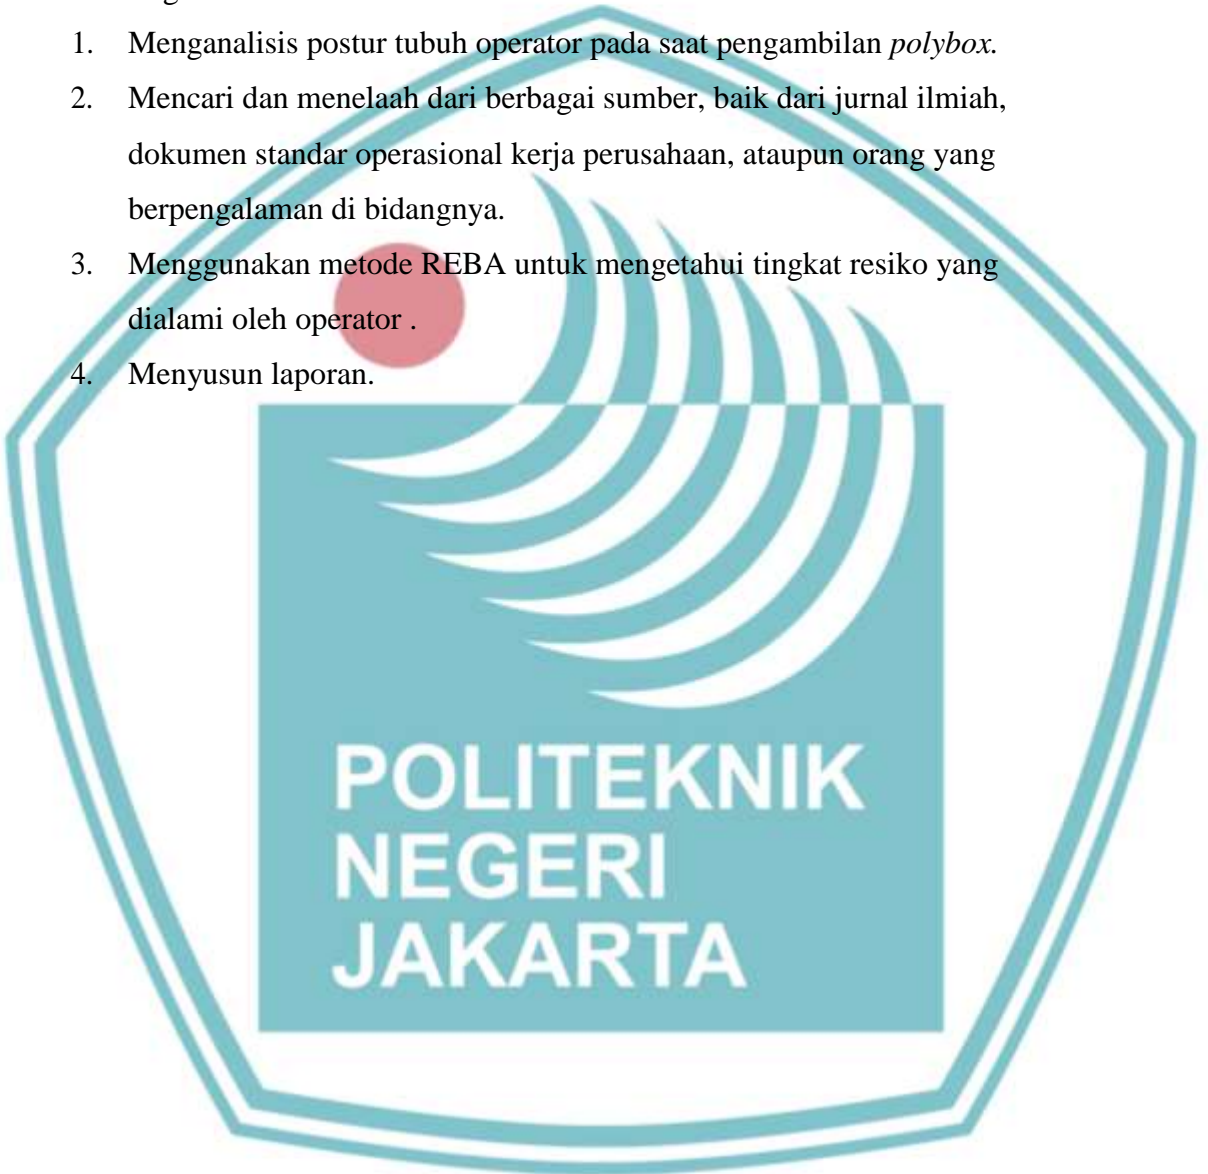 1. Menganalisis postur tubuh operator pada saat pengambilan polybox.
2. Mencari dan menelaah dari berbagai sumber, baik dari jurnal ilmiah,
dokumen standar operasional kerja perusahaan, ataupun orang yang
berpengalaman di bidangnya.
3. Menggunakan metode REBA untuk mengetahui tingkat resiko yang
dialami oleh operator .
4. Menyusun laporan.
POLITEKNIK
NEGERI
JAKARTA